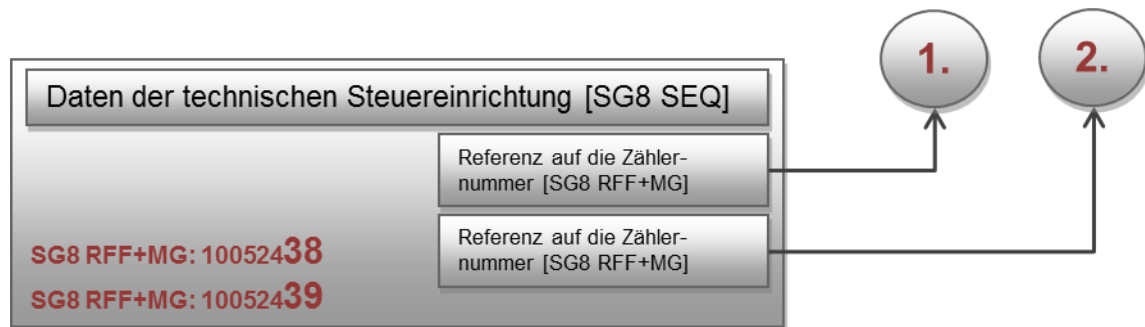 1.
2.
Daten der technischen Steuereinrichtung [SG8 SEQ]
Referenz auf die Zähler-
nummer [SG8 RFF+MG]
Referenz auf die Zähler-
nummer [SG8 RFF+MG]
SG8 RFF+MG: 10052438
SG8 RFF+MG: 10052439